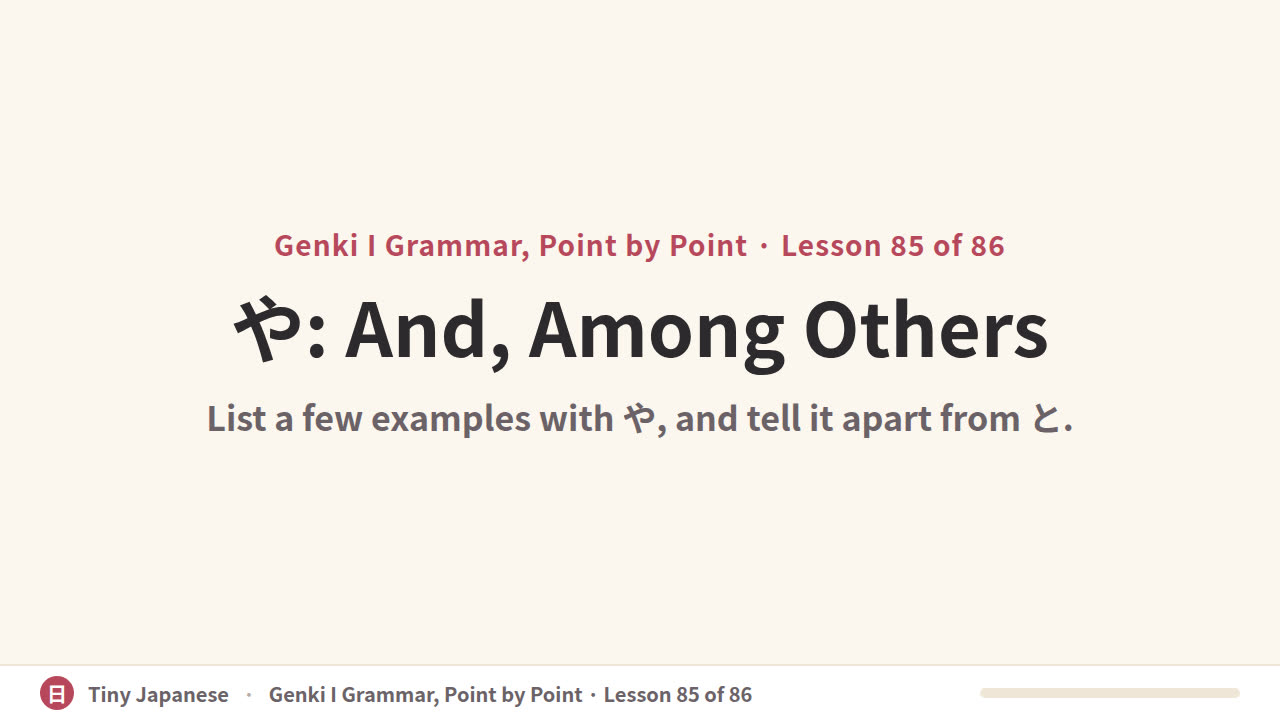 Genki I Grammar, Point by Point · Lesson 85 of 86
や: And, Among Others
List a few examples with や, and tell it apart from と.
日 Tiny Japanese · Genki I Grammar, Point by Point · Lesson 85 of 86